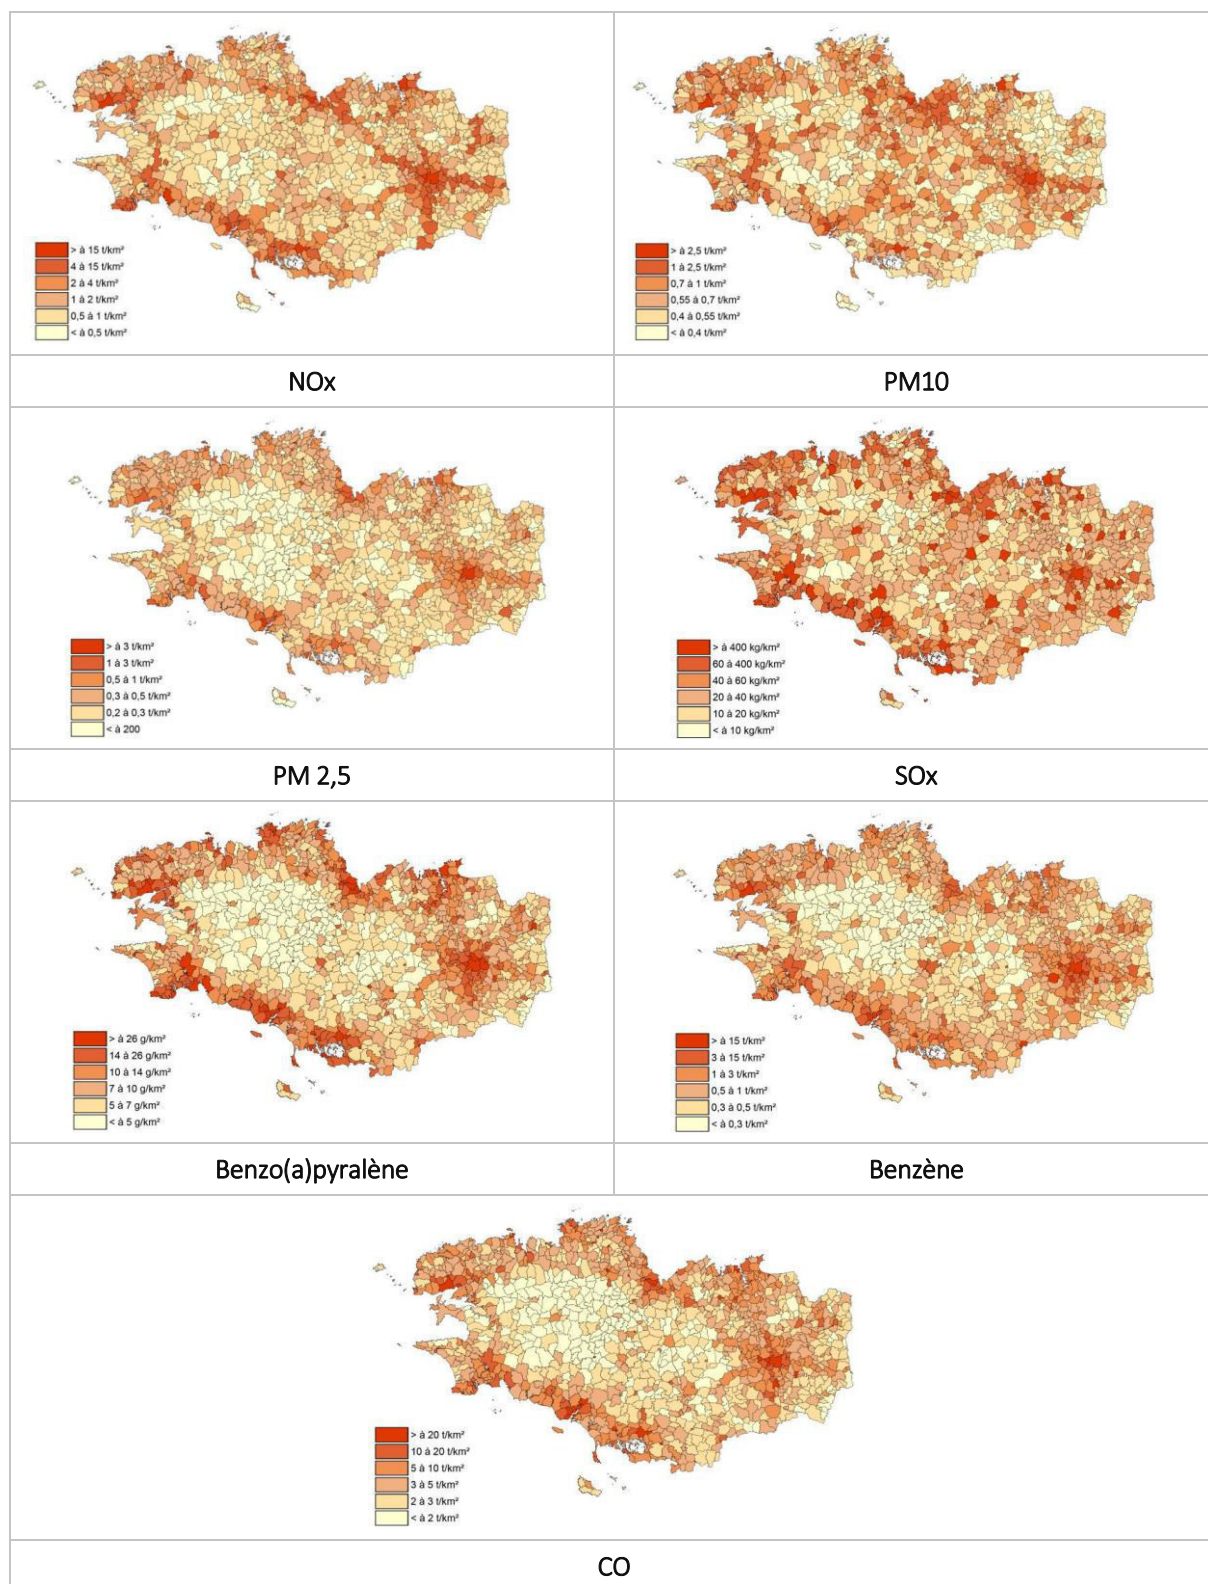 > à 15 t/km²
4 à 15 t/km²
2 à 4 t/km²
1 à 2 t/km²
0,5 à 1 t/km²
< à 0,5 t/km²
> à 2,5 t/km²
1 à 2,5 t/km²
0,7 à 1 t/km²
0,55 à 0,7 t/km²
0,4 à 0,55 t/km²
< à 0,4 t/km²
NOx
PM10
> à 3 t/km²
1 à 3 t/km²
0,5 à 1 t/km²
0,3 à 0,5 t/km²
0,2 à 0,3 t/km²
< à 200
> à 400 kg/km²
60 à 400 kg/km²
40 à 60 kg/km²
20 à 40 kg/km²
10 à 20 kg/km²
< à 10 kg/km²
PM 2,5
SOx
> à 26 g/km²
14 à 26 g/km²
10 à 14 g/km²
7 à 10 g/km²
5 à 7 g/km²
< à 5 g/km²
> à 15 t/km²
3 à 15 t/km²
1 à 3 t/km²
0,5 à 1 t/km²
0,3 à 0,5 t/km²
< à 0,3 t/km²
Benzo(a)pyralène
Benzène
> à 20 t/km²
10 à 20 t/km²
5 à 10 t/km²
3 à 5 t/km²
2 à 3 t/km²
< à 2 t/km²
CO